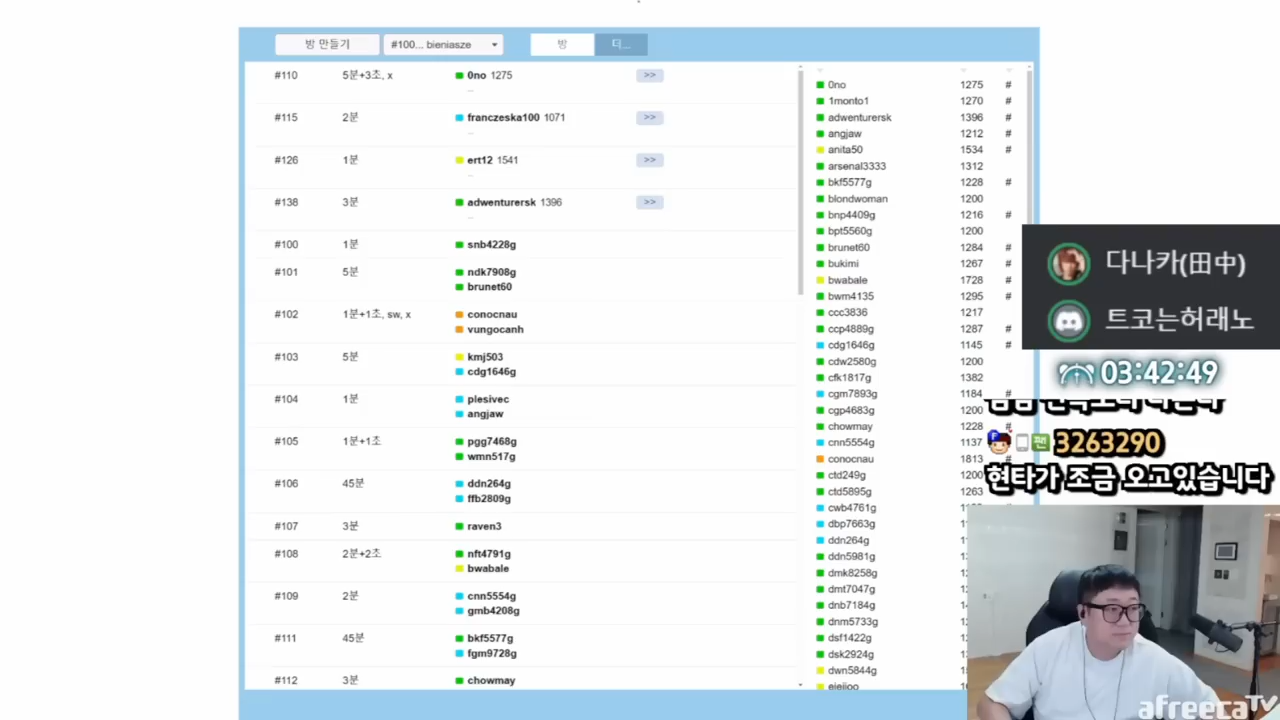 방 만들기
#100... bieniasze
방
디...
#110 5분+3초, x 0no 1275 >>
--
#115 2분 franczeska100 1071 >>
--
#126 1분 ert12 1541 >>
--
#138 3분 adwenturersk 1396 >>
--
#100 1분 snb4228g
#101 5분 ndk7908g
brunet60
#102 1분+1초, sw, x conocnau
vungocanh
#103 5분 kmj503
cdg1646g
#104 1분 plesivec
angjaw
#105 1분+1초 pgg7468g
wmn517g
#106 45분 ddn264g
ffb2809g
#107 3분 raven3
#108 2분+2초 nft4791g
bwabale
#109 2분 cnn5554g
gmb4208g
#111 45분 bkf5577g
fgm9728g
#112 3분 chowmay
0no 1275 #
1monto1 1270 #
adwenturersk 1396 #
angjaw 1212 #
anita50 1534 #
arsenal3333 1312
bkf5577g 1228 #
blondwoman 1200
bnp4409g 1216 #
bpt5560g 1200
brunet60 1284 #
bukimi 1267 #
bwabale 1728 #
bwm4135 1295 #
ccc3836 1217
ccp4889g 1287 #
cdg1646g 1145 #
cdw2580g 1200
cfk1817g 1382
cgm7893g 1184 #
cgp4683g 1200
chowmay 1228 #
cnn5554g 1137
conocnau 1813 #
ctd249g 1200
ctd5895g 1263
cwb4761g
dbp7663g
ddn264g
ddn5981g
dmk8258g
dmt7047g
dnb7184g
dnm5733g
dsf1422g
dsk2924g
dwn5844g
eieiioo
다나카(田中)
트코는허래노
03:42:49
팬 3263290
현타가 조금 오고있습니다
afreecaTV